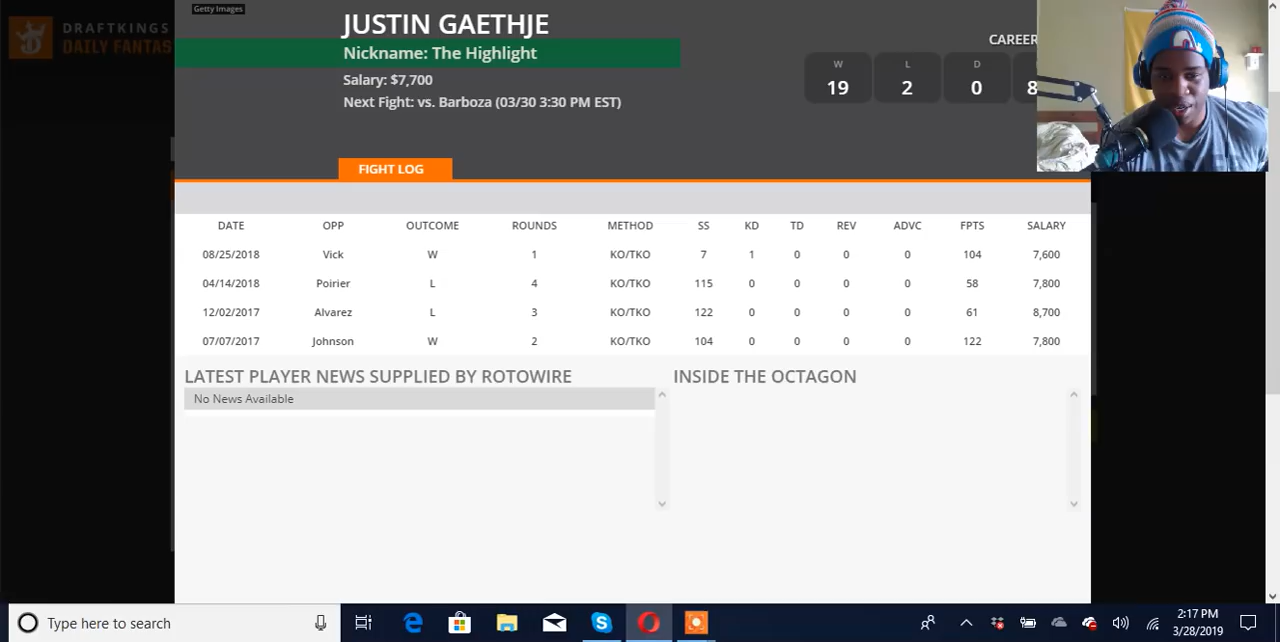 Getty Images
DRAFTKINGS
DAILY FANTAS
JUSTIN GAETHJE
Nickname: The Highlight
Salary: $7,700
Next Fight: vs. Barboza (03/30 3:30 PM EST)
CAREER
W L D
19 2 0 8
FIGHT LOG
DATE OPP OUTCOME ROUNDS METHOD SS KD TD REV ADVC FPTS SALARY
08/25/2018 Vick W 1 KO/TKO 7 1 0 0 0 104 7,600
04/14/2018 Poirier L 4 KO/TKO 115 0 0 0 0 58 7,800
12/02/2017 Alvarez L 3 KO/TKO 122 0 0 0 0 61 8,700
07/07/2017 Johnson W 2 KO/TKO 104 0 0 0 0 122 7,800
LATEST PLAYER NEWS SUPPLIED BY ROTOWIRE
No News Available
INSIDE THE OCTAGON
Type here to search
2:17 PM
3/28/2019